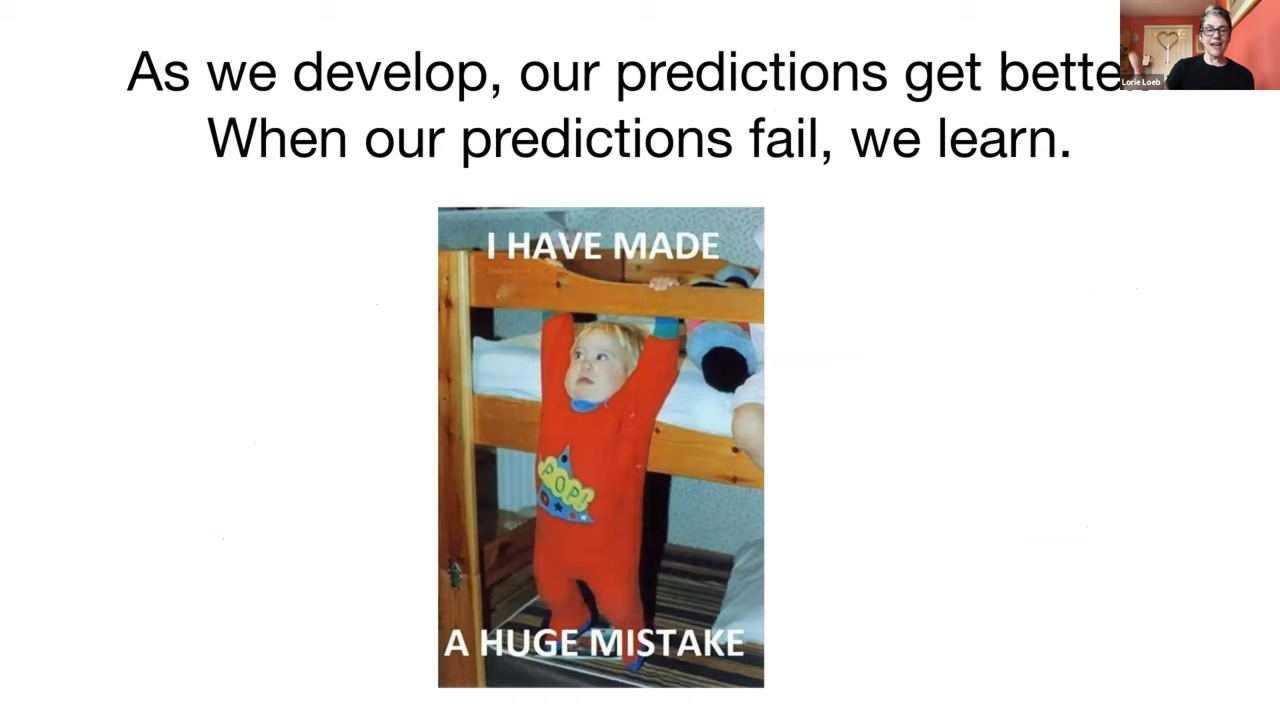 As we develop, our predictions get bette
When our predictions fail, we learn.
Lorie Loeb
I HAVE MADE
POP!
A HUGE MISTAKE